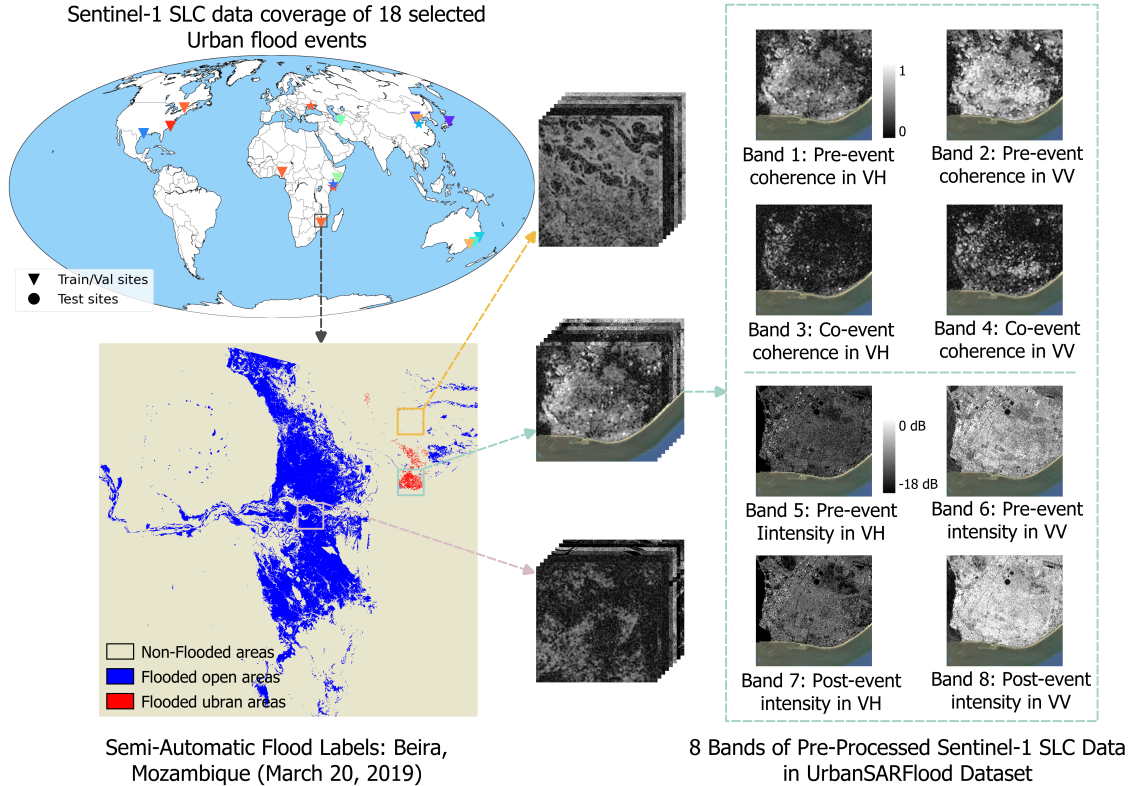 Sentinel-1 SLC data coverage of 18 selected
Urban flood events
Train/Val sites
Test sites
Non-Flooded areas
Flooded open areas
Flooded ubran areas
Semi-Automatic Flood Labels: Beira,
Mozambique (March 20, 2019)
1
0
Band 1: Pre-event
coherence in VH
Band 2: Pre-event
coherence in VV
Band 3: Co-event
coherence in VH
Band 4: Co-event
coherence in VV
0 dB
-18 dB
Band 5: Pre-event
Iintensity in VH
Band 6: Pre-event
intensity in VV
Band 7: Post-event
intensity in VH
Band 8: Post-event
intensity in VV
8 Bands of Pre-Processed Sentinel-1 SLC Data
in UrbanSARFlood Dataset